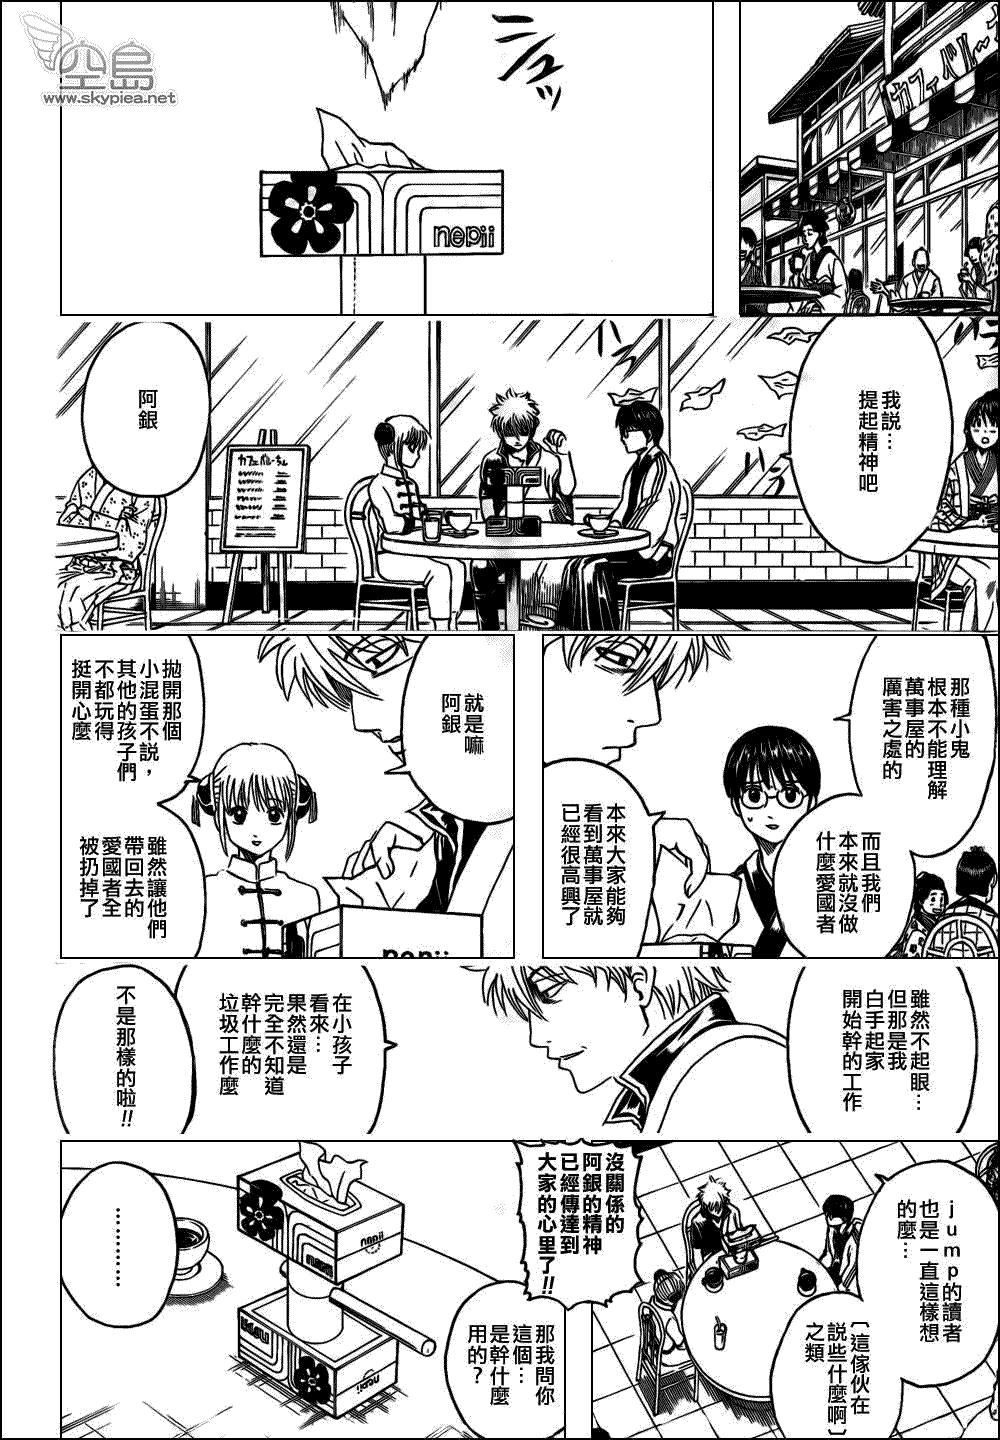 空島
www.skypiea.net
ニュッ
nepii
我說…
提起精神吧
阿銀
那種小鬼
根本不能理解
萬事屋的
厲害之處的
而且我們
本來就沒做
什麼愛國者
本來大家能夠
看到萬事屋就
已經很高興了
就是嘛
阿銀
拋開那個
小混蛋不說，
其他的孩子們
不都玩得
挺開心麼
雖然讓他們
帶回去的
愛國者全
被扔掉了
nepii
雖然不起眼…
但那是我
白手起家
開始幹的工作
在小孩子
看來…
果然還是
完全不知道
幹什麼的
垃圾工作麼
不是那樣的啦!!
jump的讀者
也是一直這樣想
的麼…
〔這傢伙在
說些什麼啊〕
之類
沒關係的
阿銀的精神
已經傳達到
大家的心里了!!
那我問你
這個…
是幹什麼
用的？
…………
nepii
nepii
nepii
nepii